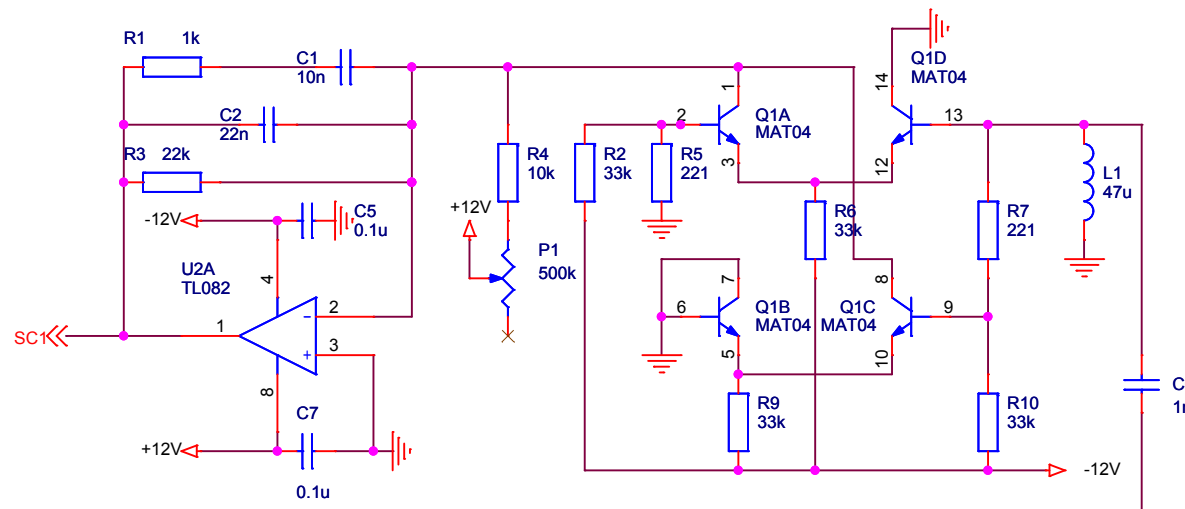 R1 1k
C1
10n
C2
22n
R3 22k
-12V
C5
0.1u
U2A
TL082
4
2
1
3
8
SC1
+12V
C7
0.1u
R4
10k
+12V
P1
500k
R2
33k
R5
221
2
1
3
Q1A
MAT04
14
Q1D
MAT04
13
12
R6
33k
R7
221
L1
47u
7
6
5
Q1B
MAT04
8
Q1C
MAT04
9
10
R9
33k
R10
33k
-12V
C